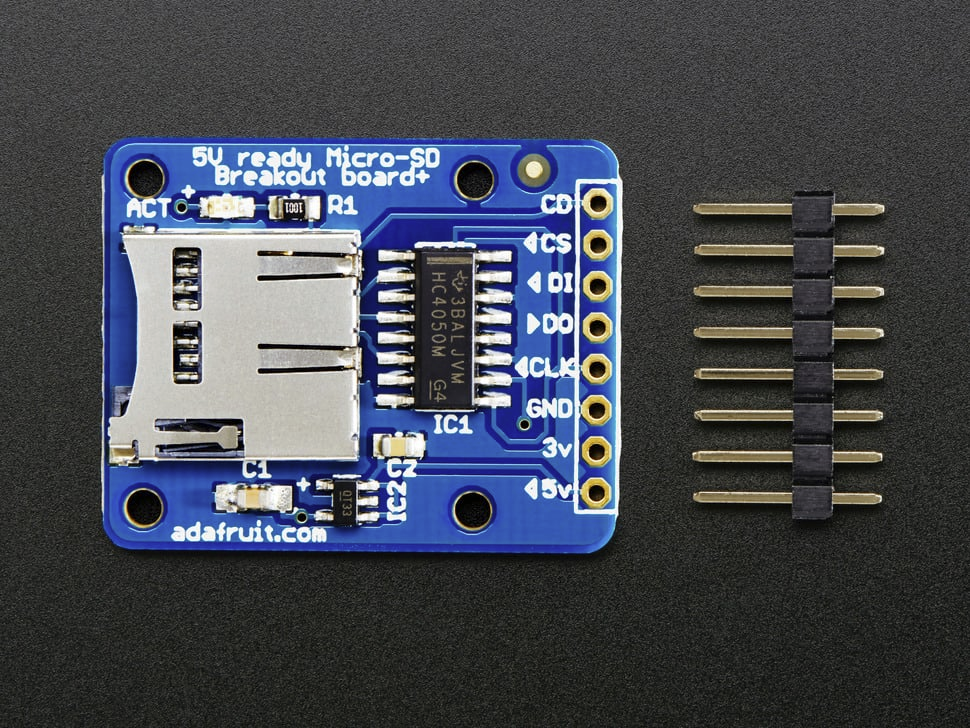 5V ready Micro-SD
Breakout board+
ACT
+
1001
R1
CD
CS
DI
DO
CLK
GND
3v
5v
3BALJVM
HC4050M G4
IC1
C2
C1
+
QT33
IC2
adafruit.com